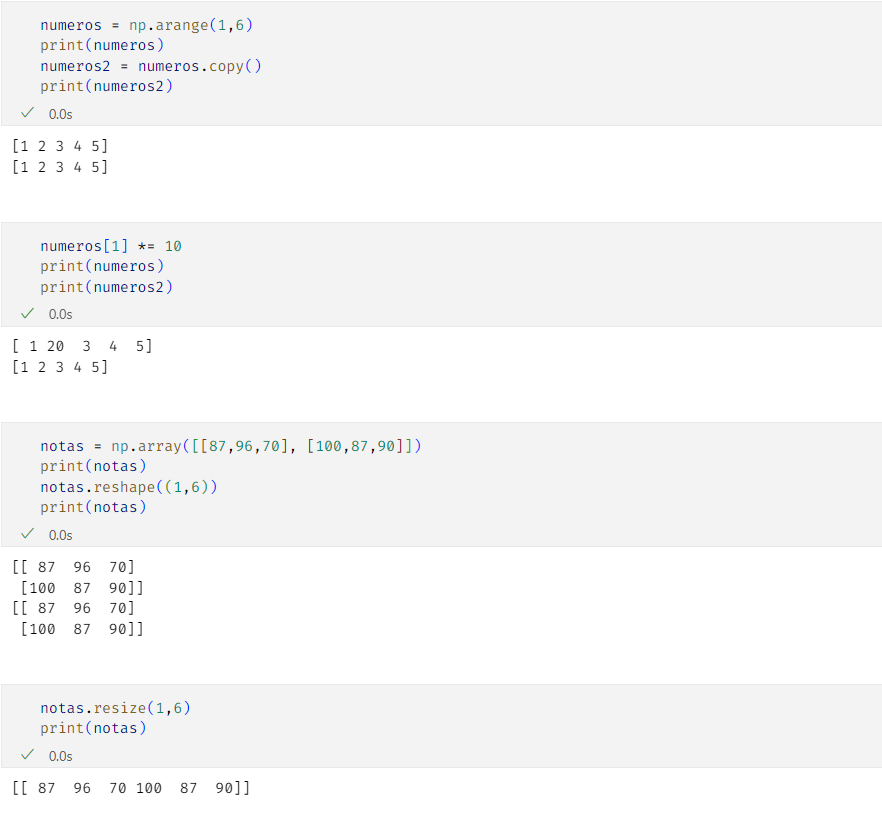 numeros = np.arange(1,6)
print(numeros)
numeros2 = numeros.copy()
print(numeros2)
✓ 0.0s
[1 2 3 4 5]
[1 2 3 4 5]
numeros[1] *= 10
print(numeros)
print(numeros2)
✓ 0.0s
[ 1 20  3  4  5]
[1 2 3 4 5]
notas = np.array([[87,96,70], [100,87,90]])
print(notas)
notas.reshape((1,6))
print(notas)
✓ 0.0s
[[ 87  96  70]
 [100  87  90]]
[[ 87  96  70]
 [100  87  90]]
notas.resize(1,6)
print(notas)
✓ 0.0s
[[ 87  96  70 100  87  90]]